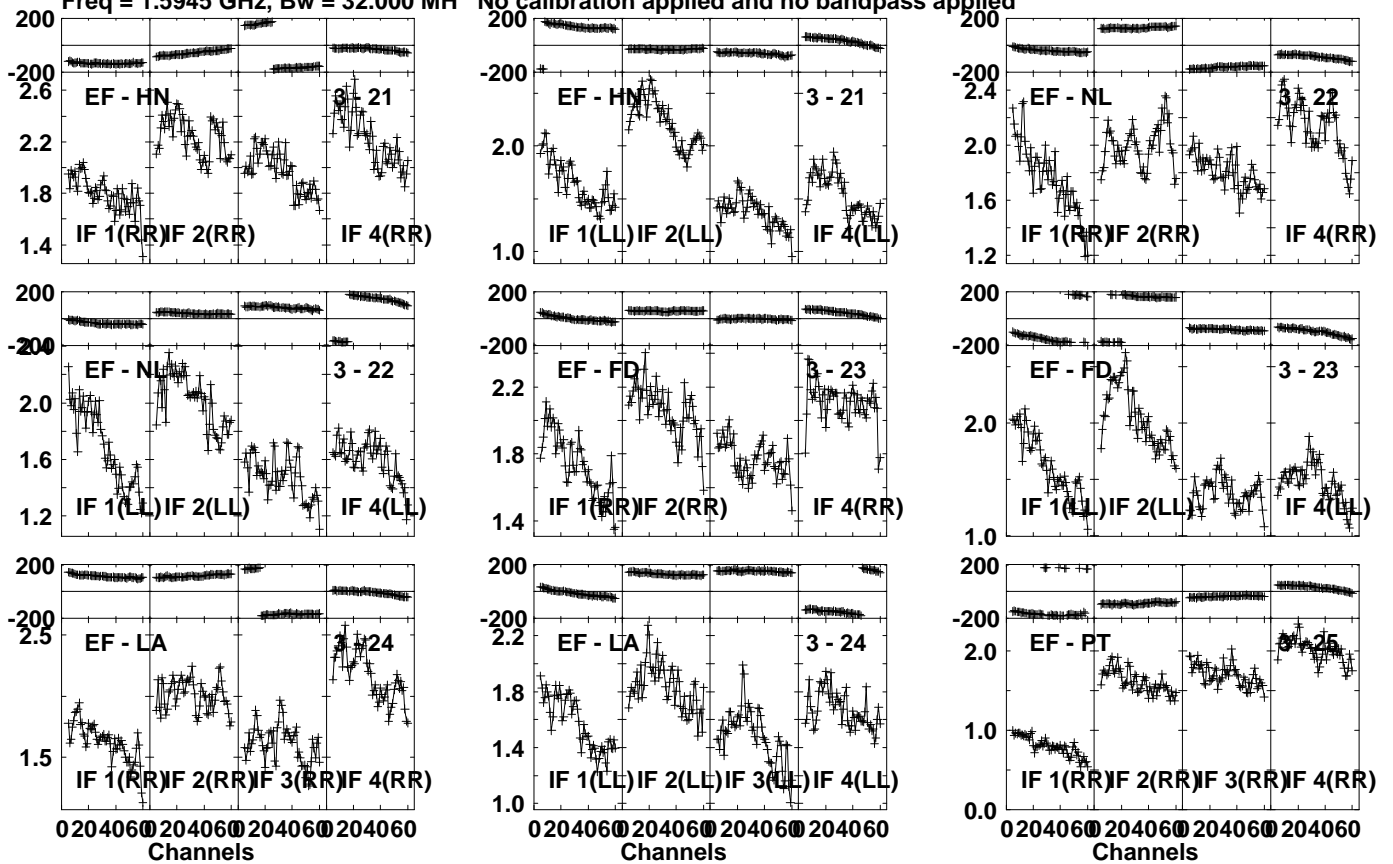 Freq = 1.5945 GHz, Bw = 32.000 MH No calibration applied and no bandpass applied
200
-200
2.6
2.2
2.0
1.8
1.4
EF - HN 3 - 21
IF 1(RR) IF 2(RR) IF 4(RR)
200
-200
2.0
1.0
EF - HN 3 - 21
IF 1(LL) IF 2(LL) IF 4(LL)
200
-200
2.4
2.0
1.6
1.4
1.2
EF - NL 3 - 22
IF 1(RR) IF 2(RR) IF 4(RR)
200
-200
2.4
2.0
1.6
1.2
EF - NL 3 - 22
IF 1(LL) IF 2(LL) IF 4(LL)
200
-200
2.2
1.8
1.4
EF - FD 3 - 23
IF 1(RR) IF 2(RR) IF 4(RR)
200
-200
2.0
1.0
EF - FD 3 - 23
IF 1(LL) IF 2(LL) IF 4(LL)
200
-200
2.5
1.5
EF - LA 3 - 24
IF 1(RR) IF 2(RR) IF 3(RR) IF 4(RR)
0 20 40 60 0 20 40 60 0 20 40 60 0 20 40 60
Channels
200
-200
2.2
1.8
1.4
1.0
EF - LA 3 - 24
IF 1(LL) IF 2(LL) IF 3(LL) IF 4(LL)
0 20 40 60 0 20 40 60 0 20 40 60 0 20 40 60
Channels
200
-200
2.0
1.0
0.0
EF - PT 3 - 25
IF 1(RR) IF 2(RR) IF 3(RR) IF 4(RR)
0 20 40 60 0 20 40 60 0 20 40 60 0 20 40 60
Channels